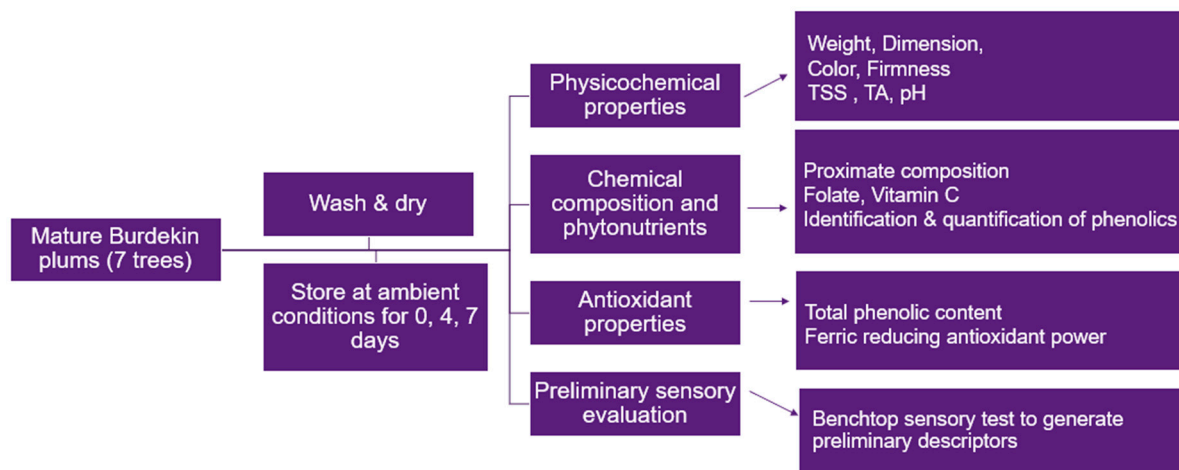 Mature Burdekin
plums (7 trees)
Wash & dry
Store at ambient
conditions for 0, 4, 7
days
Physicochemical
properties
Weight, Dimension,
Color, Firmness
TSS , TA, pH
Chemical
composition and
phytonutrients
Proximate composition
Folate, Vitamin C
Identification & quantification of phenolics
Antioxidant
properties
Total phenolic content
Ferric reducing antioxidant power
Preliminary sensory
evaluation
Benchtop sensory test to generate
preliminary descriptors